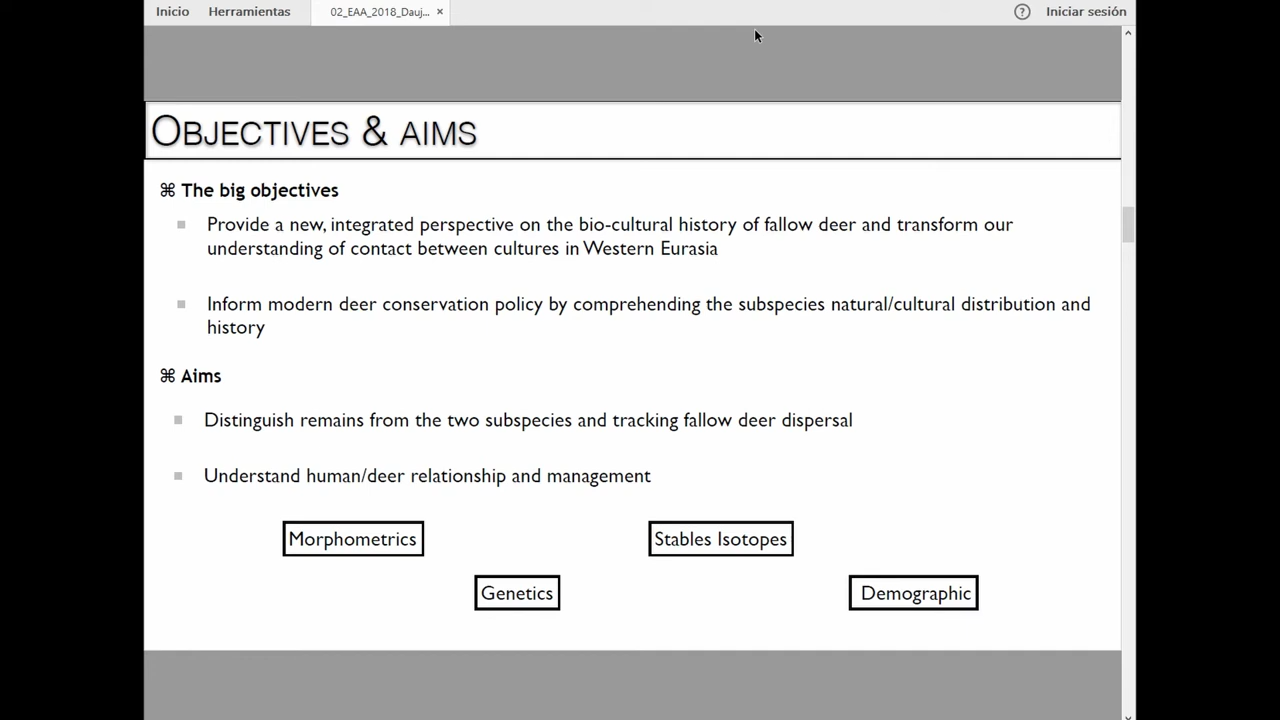 Inicio Herramientas 02_EAA_2018_Dauj... × ? Iniciar sesión
OBJECTIVES & AIMS
⌘ The big objectives
■ Provide a new, integrated perspective on the bio-cultural history of fallow deer and transform our
understanding of contact between cultures in Western Eurasia
■ Inform modern deer conservation policy by comprehending the subspecies natural/cultural distribution and
history
⌘ Aims
■ Distinguish remains from the two subspecies and tracking fallow deer dispersal
■ Understand human/deer relationship and management
Morphometrics Stables Isotopes
Genetics Demographic